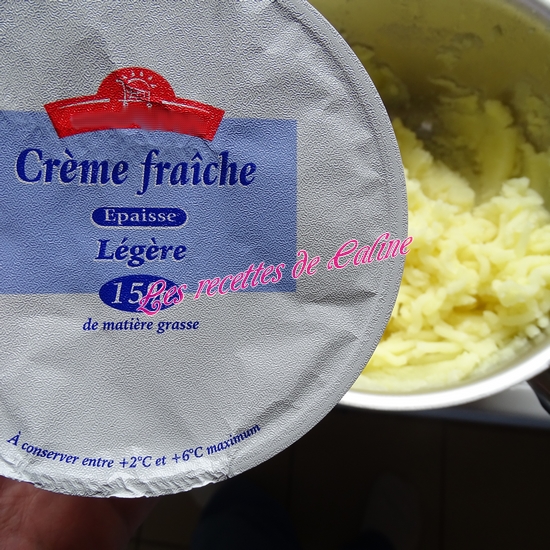 Crème fraîche
Epaisse
Légère
15%
Les recettes de Caline
de matière grasse
À conserver entre +2°C et +6°C maximum